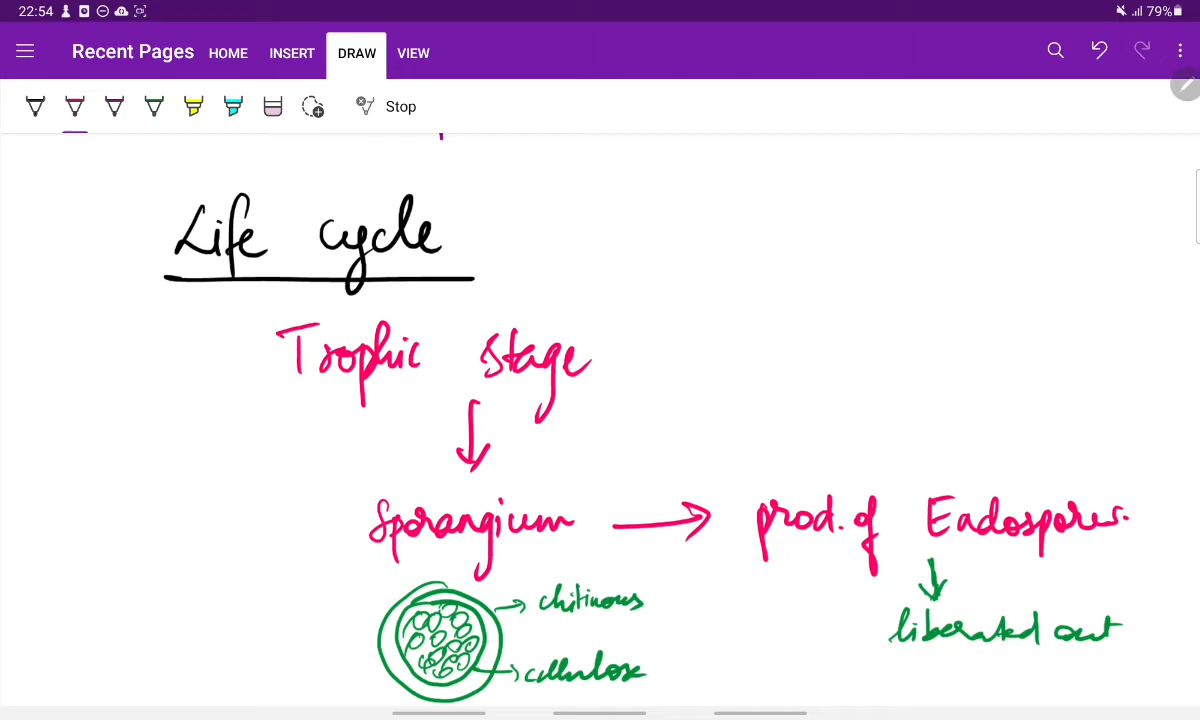 22:54 79%
Recent Pages HOME INSERT DRAW VIEW
Stop
Life cycle
Trophic stage
↓
Sporangium → prod. of Endospores.
↓
→ chitinous
liberated out
→ cellulose